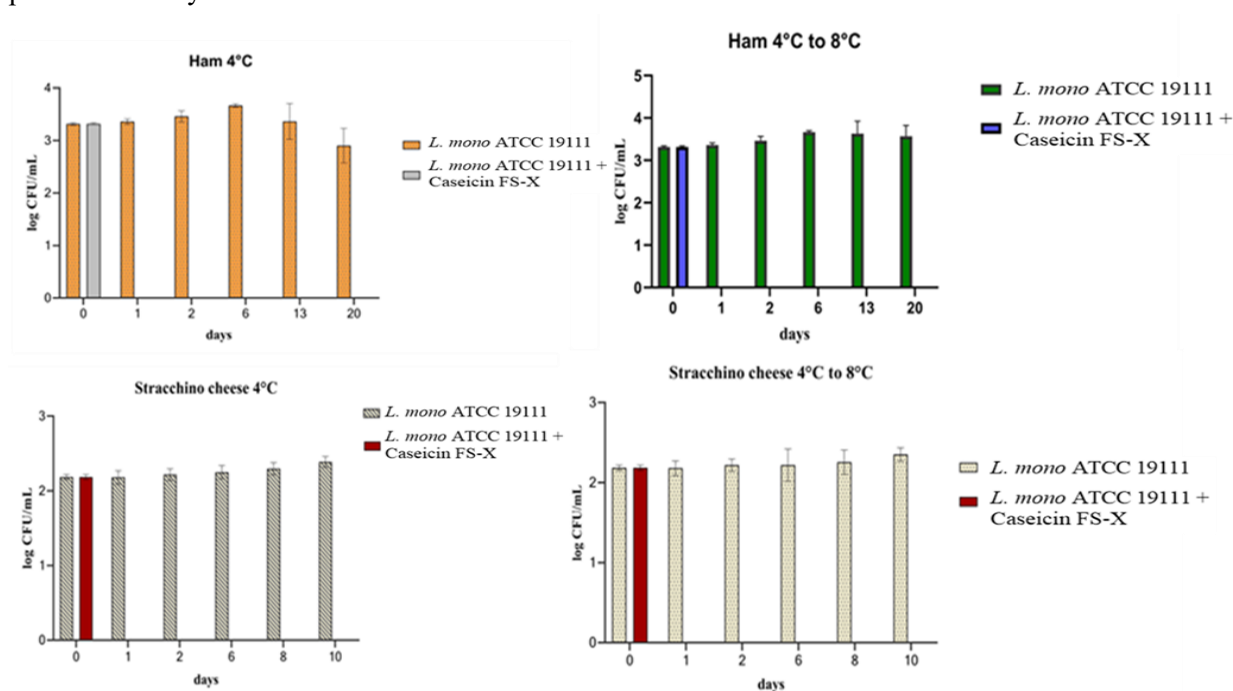 Ham 4°C
log CFU/mL
4
3
2
1
0
0 1 2 6 13 20
days
L. mono ATCC 19111
L. mono ATCC 19111 +
Caseicin FS-X
Ham 4°C to 8°C
log CFU/mL
5
4
3
2
1
0
0 1 2 6 13 20
days
L. mono ATCC 19111
L. mono ATCC 19111 +
Caseicin FS-X
Stracchino cheese 4°C
log CFU/mL
3
2
1
0
0 1 2 6 8 10
days
L. mono ATCC 19111
L. mono ATCC 19111 +
Caseicin FS-X
Stracchino cheese 4°C to 8°C
log CFU/mL
3
2
1
0
0 1 2 6 8 10
days
L. mono ATCC 19111
L. mono ATCC 19111 +
Caseicin FS-X